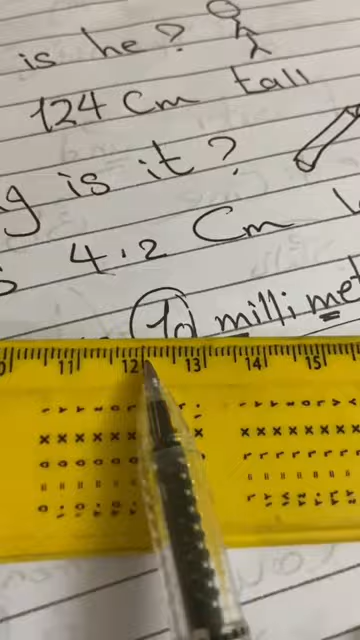 is he?
124 Cm tall
is it?
4.2 Cm
10 millimet
11 12 13 14 15